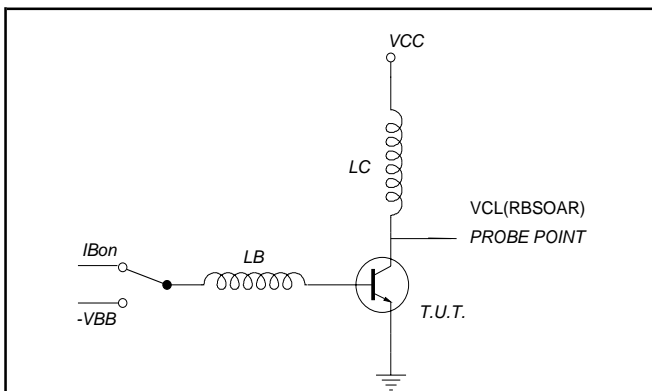 VCC
LC
VCL(RBSOAR)
PROBE POINT
IBon
LB
-VBB
T.U.T.